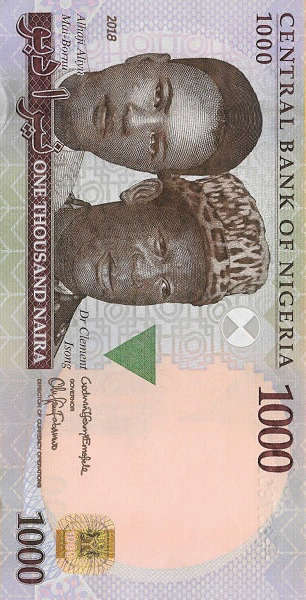 CENTRAL BANK OF NIGERIA
1000
1000
2018
Alhaji Aliyu
Mai-Bornu
Dr Clement
Isong
ONE THOUSAND NAIRA
GOVERNOR
DIRECTOR OF CURRENCY OPERATIONS
1000